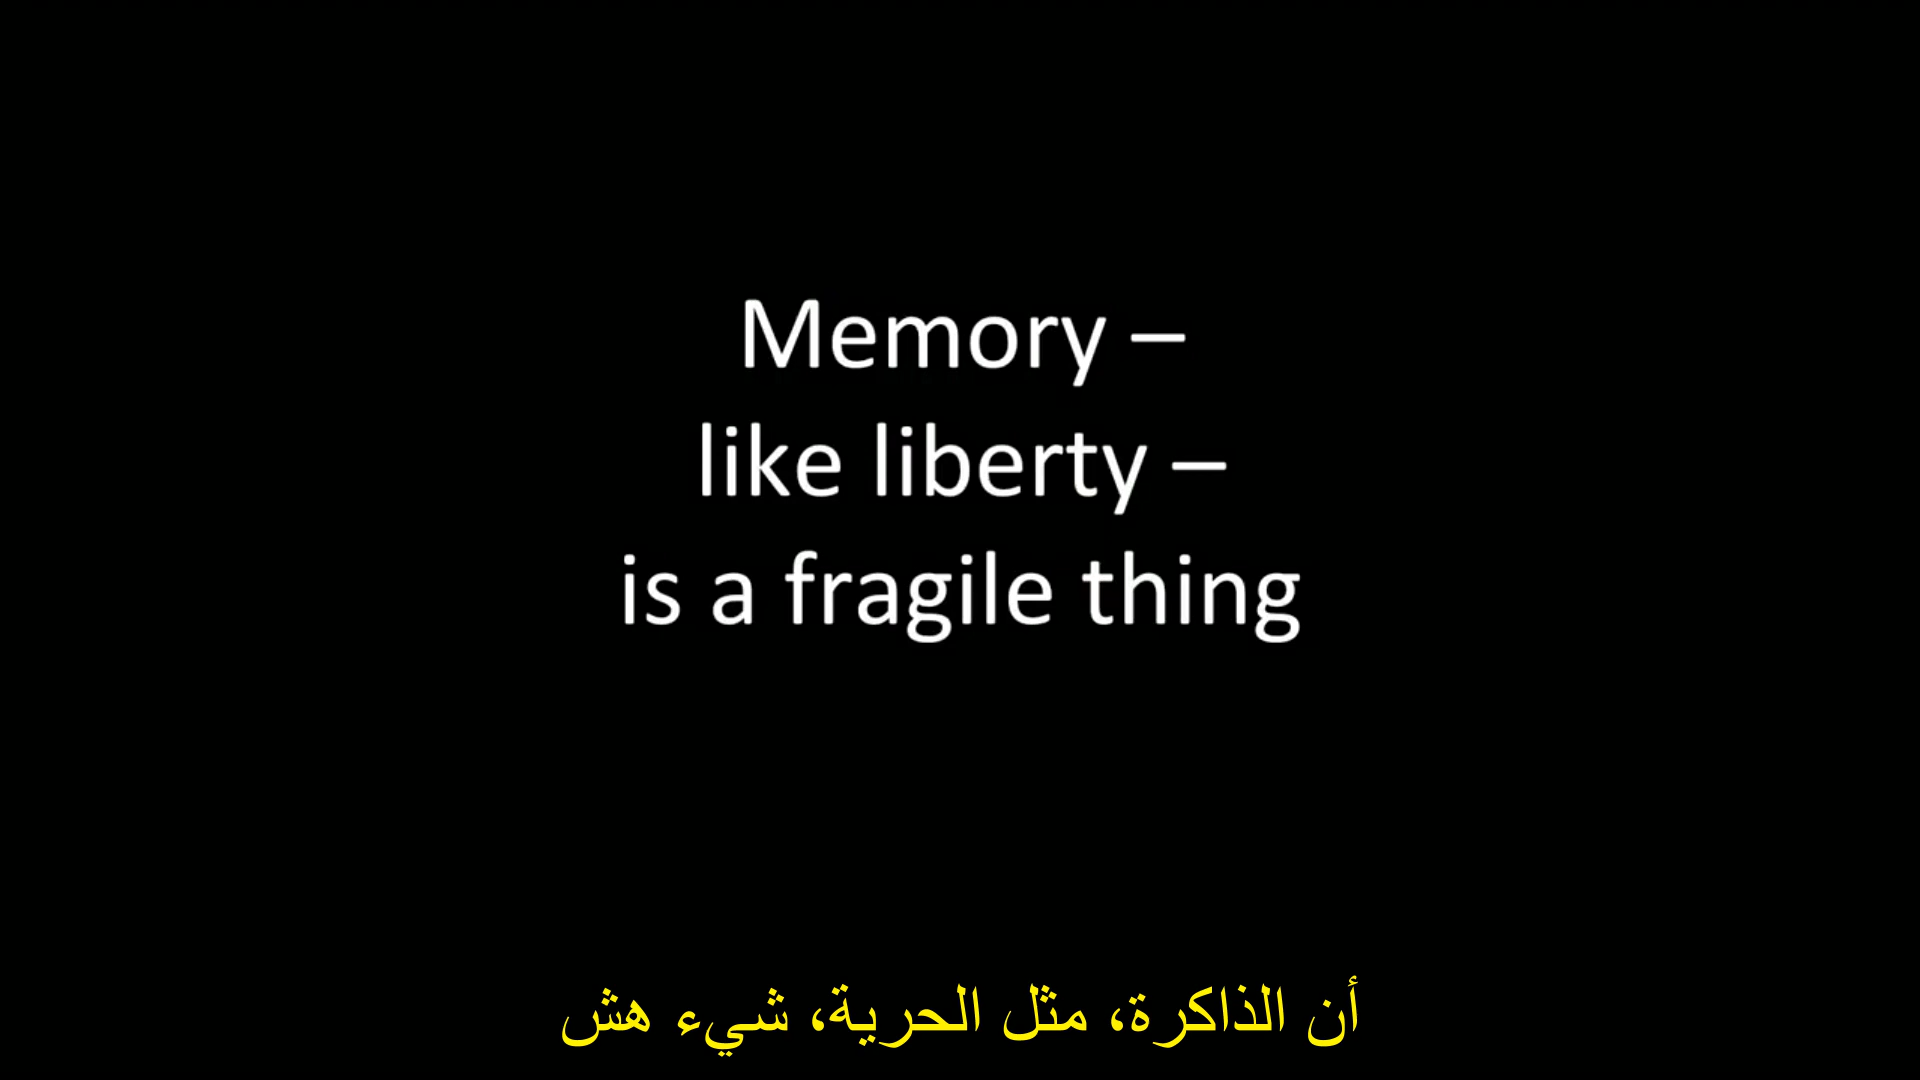 Memory –
like liberty –
is a fragile thing
أن الذاكرة، مثل الحرية، شيء هش